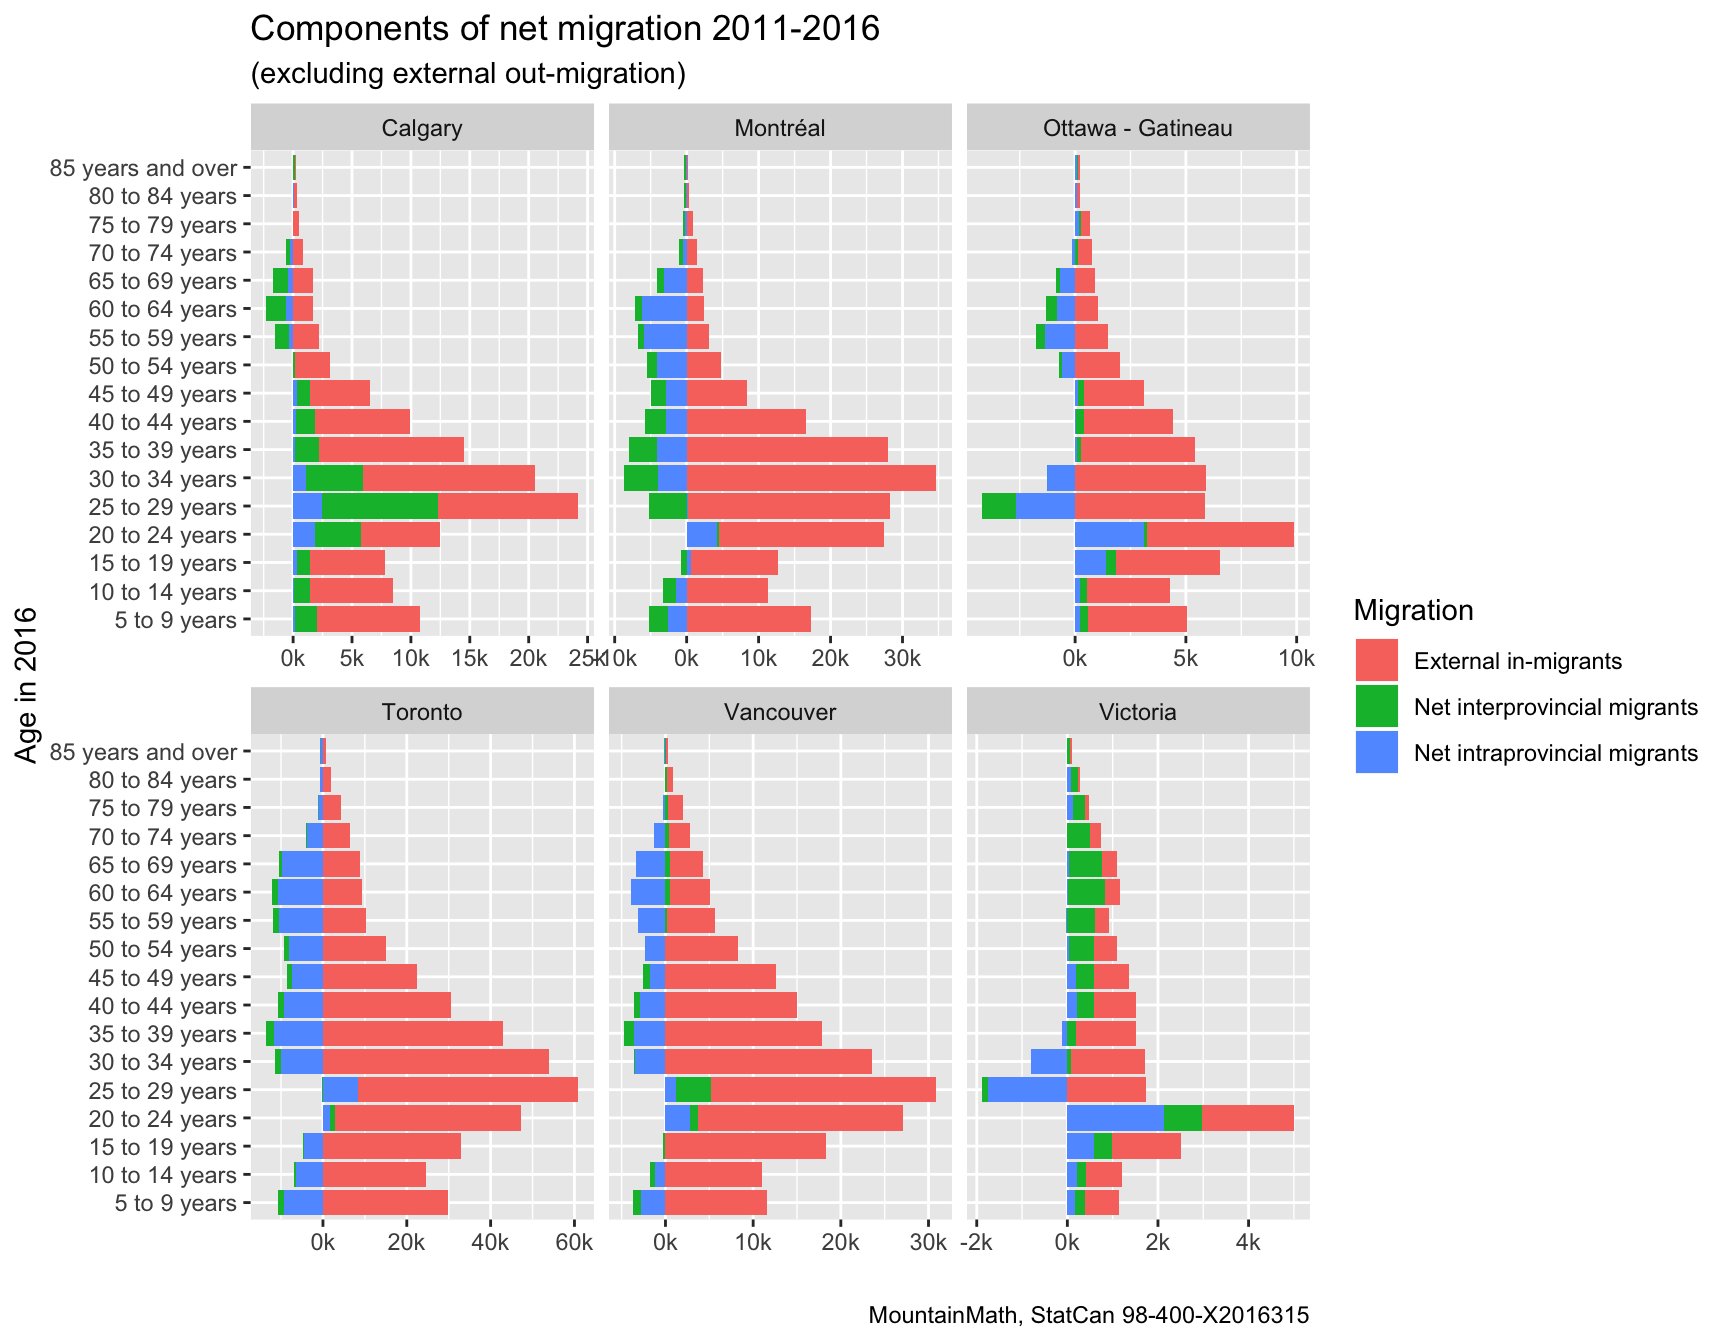 Components of net migration 2011-2016
(excluding external out-migration)
Calgary
Montréal
Ottawa - Gatineau
Age in 2016
85 years and over
80 to 84 years
75 to 79 years
70 to 74 years
65 to 69 years
60 to 64 years
55 to 59 years
50 to 54 years
45 to 49 years
40 to 44 years
35 to 39 years
30 to 34 years
25 to 29 years
20 to 24 years
15 to 19 years
10 to 14 years
5 to 9 years
0k 5k 10k 15k 20k 25k
-10k 0k 10k 20k 30k
0k 5k 10k
Toronto
Vancouver
Victoria
85 years and over
80 to 84 years
75 to 79 years
70 to 74 years
65 to 69 years
60 to 64 years
55 to 59 years
50 to 54 years
45 to 49 years
40 to 44 years
35 to 39 years
30 to 34 years
25 to 29 years
20 to 24 years
15 to 19 years
10 to 14 years
5 to 9 years
0k 20k 40k 60k
0k 10k 20k 30k
-2k 0k 2k 4k
Migration
External in-migrants
Net interprovincial migrants
Net intraprovincial migrants
MountainMath, StatCan 98-400-X2016315